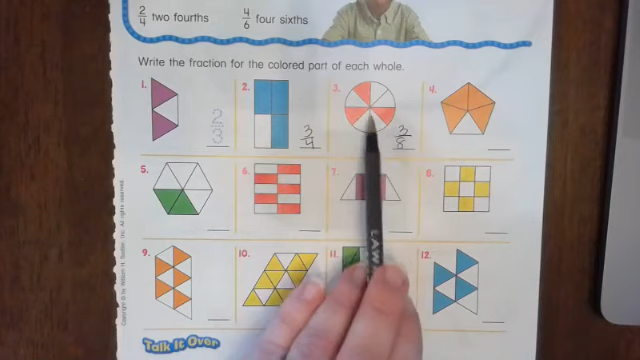 2/4 two fourths 4/6 four sixths
Write the fraction for the colored part of each whole.
1. 2. 3. 4.
2/3 3/4 3/8
5. 6. 7. 8.
9. 10. 11. 12.
Talk It Over
LAW